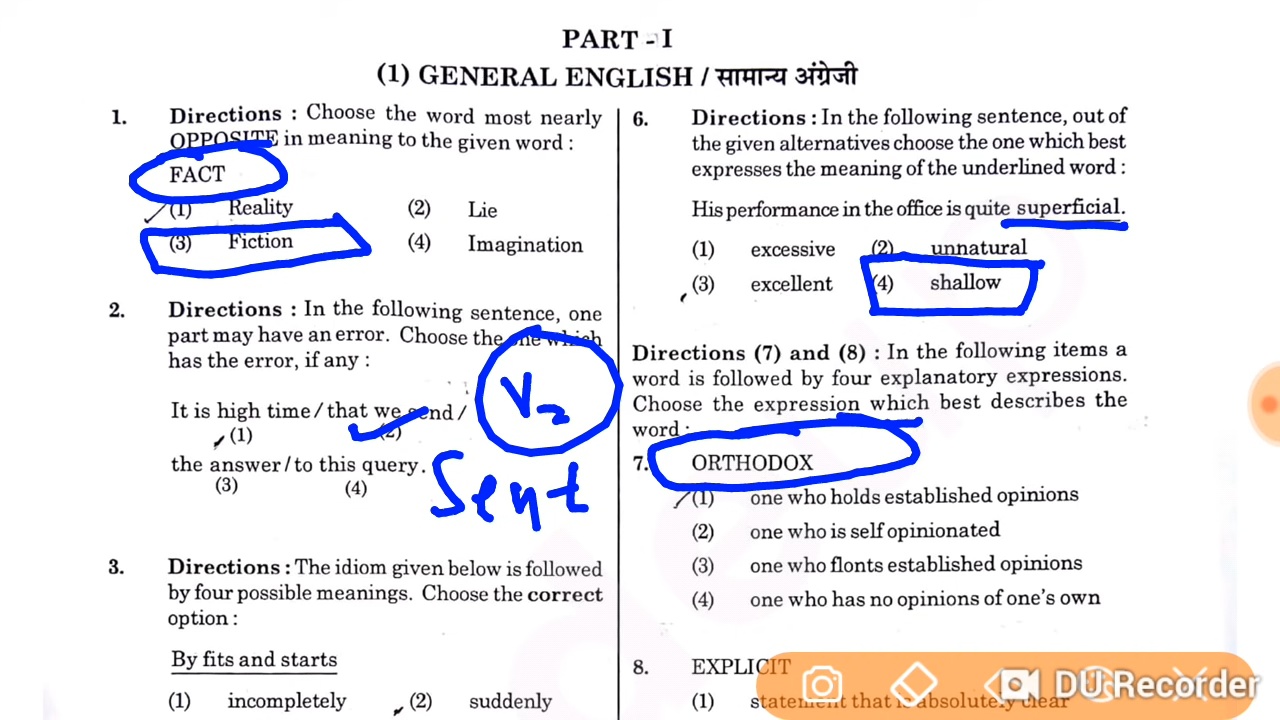 PART - I
(1) GENERAL ENGLISH / सामान्य अंग्रेजी
1. Directions : Choose the word most nearly
OPPOSITE in meaning to the given word :
FACT
(1) Reality (2) Lie
(3) Fiction (4) Imagination
2. Directions : In the following sentence, one
part may have an error. Choose the one which
has the error, if any :
It is high time / that we send /
(1) (2)
V2
the answer / to this query.
(3) (4)
Sent
3. Directions : The idiom given below is followed
by four possible meanings. Choose the correct
option :
By fits and starts
(1) incompletely (2) suddenly
6. Directions : In the following sentence, out of
the given alternatives choose the one which best
expresses the meaning of the underlined word :
His performance in the office is quite superficial.
(1) excessive (2) unnatural
(3) excellent (4) shallow
Directions (7) and (8) : In the following items a
word is followed by four explanatory expressions.
Choose the expression which best describes the
word :
7. ORTHODOX
(1) one who holds established opinions
(2) one who is self opinionated
(3) one who flonts established opinions
(4) one who has no opinions of one's own
8. EXPLICIT
(1) statement that is absolutely clear
DU Recorder